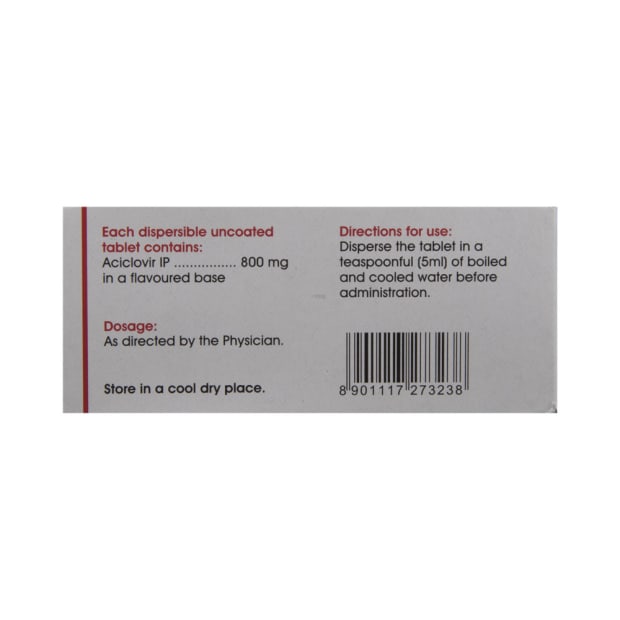 Each dispersible uncoated
tablet contains:
Aciclovir IP ................ 800 mg
in a flavoured base
Dosage:
As directed by the Physician.
Store in a cool dry place.
Directions for use:
Disperse the tablet in a
teaspoonful (5ml) of boiled
and cooled water before
administration.
8 901117 273238